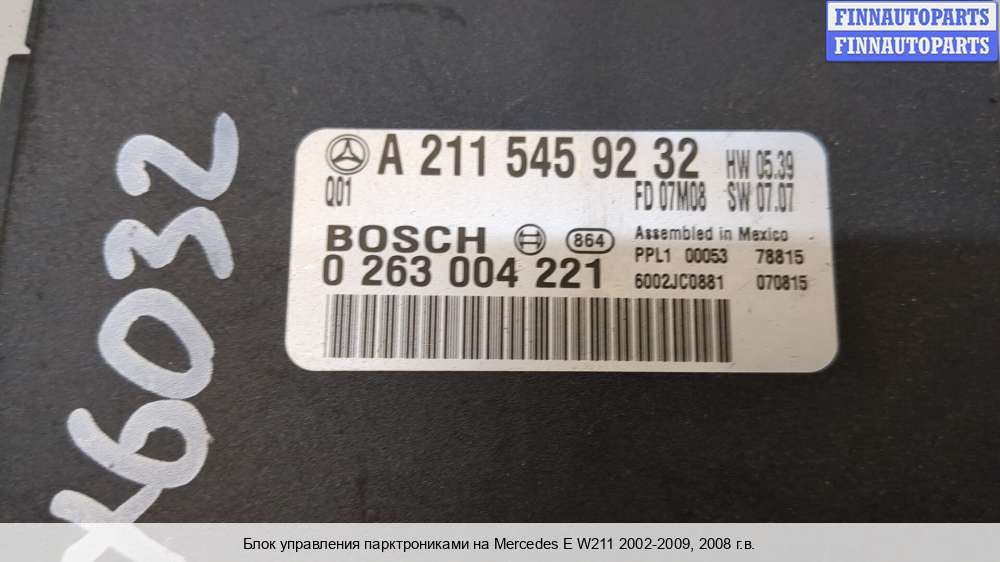 FINNAUTOPARTS
FINNAUTOPARTS
A 211 545 92 32 HW 05.39
Q01 FD 07M08 SW 07.07
BOSCH 864 Assembled in Mexico
0 263 004 221 PPL1 00053 78815
6002JC0881 070815
96032
Блок управления парктрониками на Mercedes E W211 2002-2009, 2008 г.в.